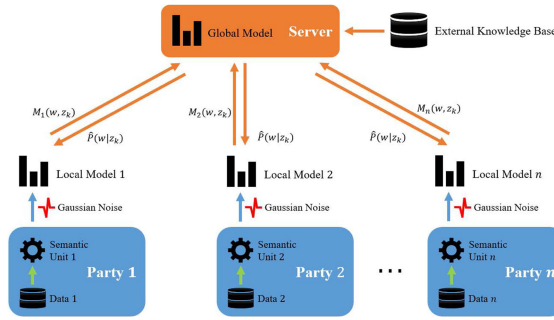 Global Model Server
External Knowledge Base
M₁(w, zₖ)
P̂(w|zₖ)
M₂(w, zₖ)
P̂(w|zₖ)
Mₙ(w, zₖ)
P̂(w|zₖ)
Local Model 1
Local Model 2
Local Model n
Gaussian Noise
Gaussian Noise
Gaussian Noise
Semantic
Unit 1
Party 1
Data 1
Semantic
Unit 2
Party 2
Data 2
...
Semantic
Unit n
Party n
Data n